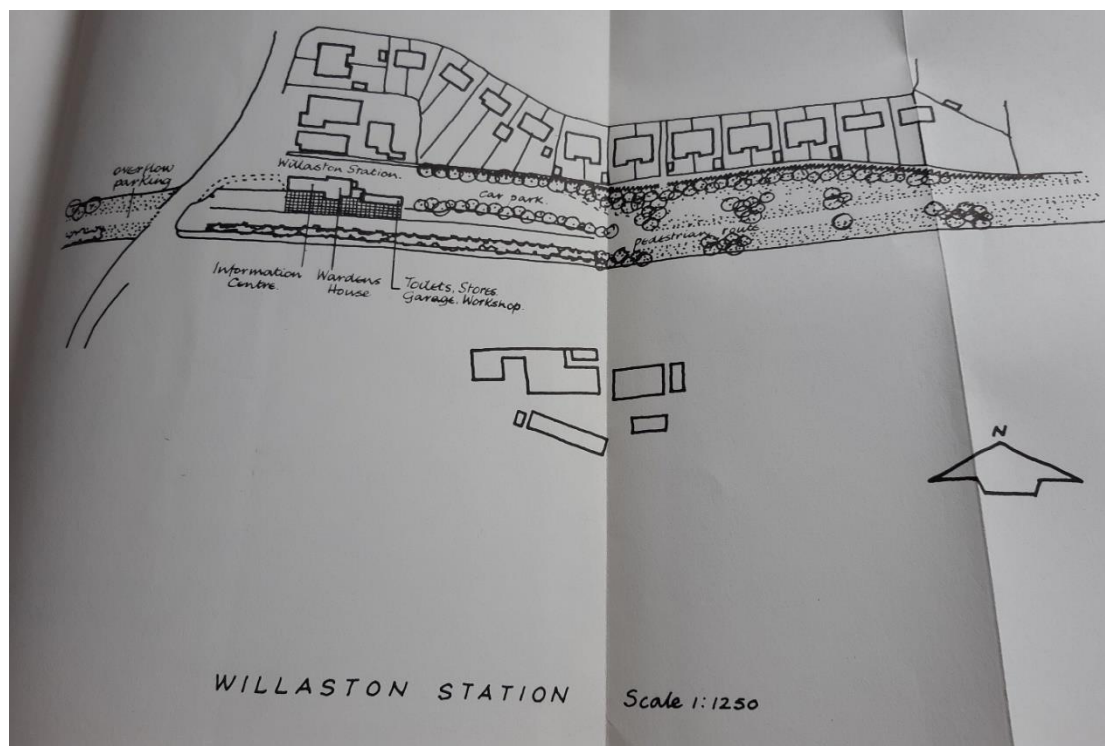 overflow
parking
Willaston Station.
car park.
pedestrian route
Information
Centre.
Wardens
House
Toilets, Stores
Garage, Workshop.
N
WILLASTON STATION
Scale 1:1250